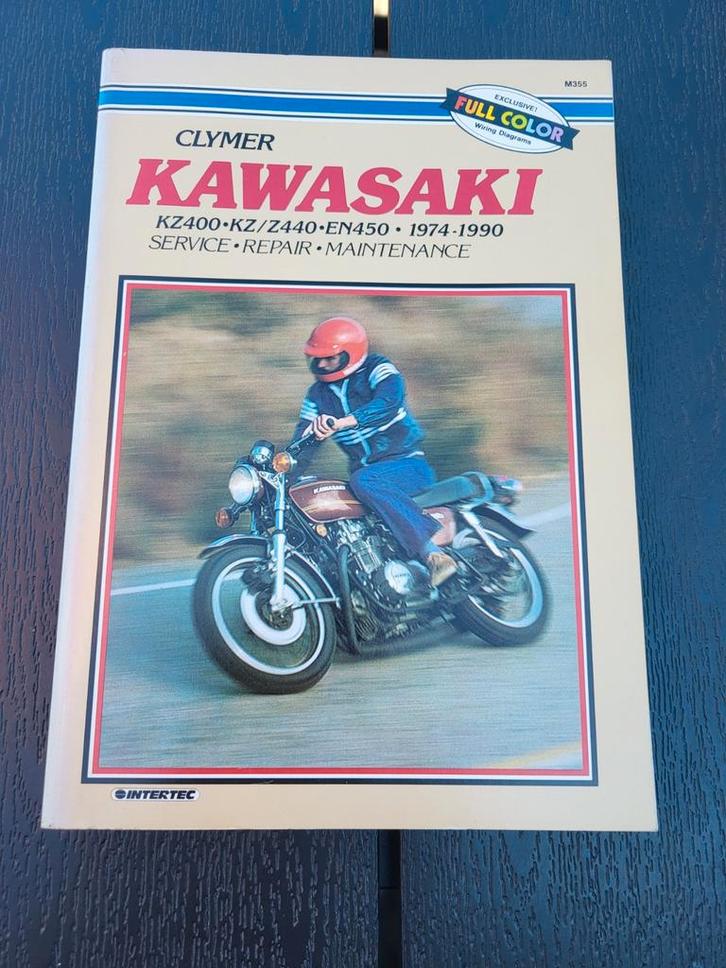 M355
EXCLUSIVE!
FULL COLOR
Wiring Diagrams
CLYMER
KAWASAKI
KZ400•KZ/Z440•EN450 • 1974-1990
SERVICE•REPAIR•MAINTENANCE
KAWASAKI
INTERTEC